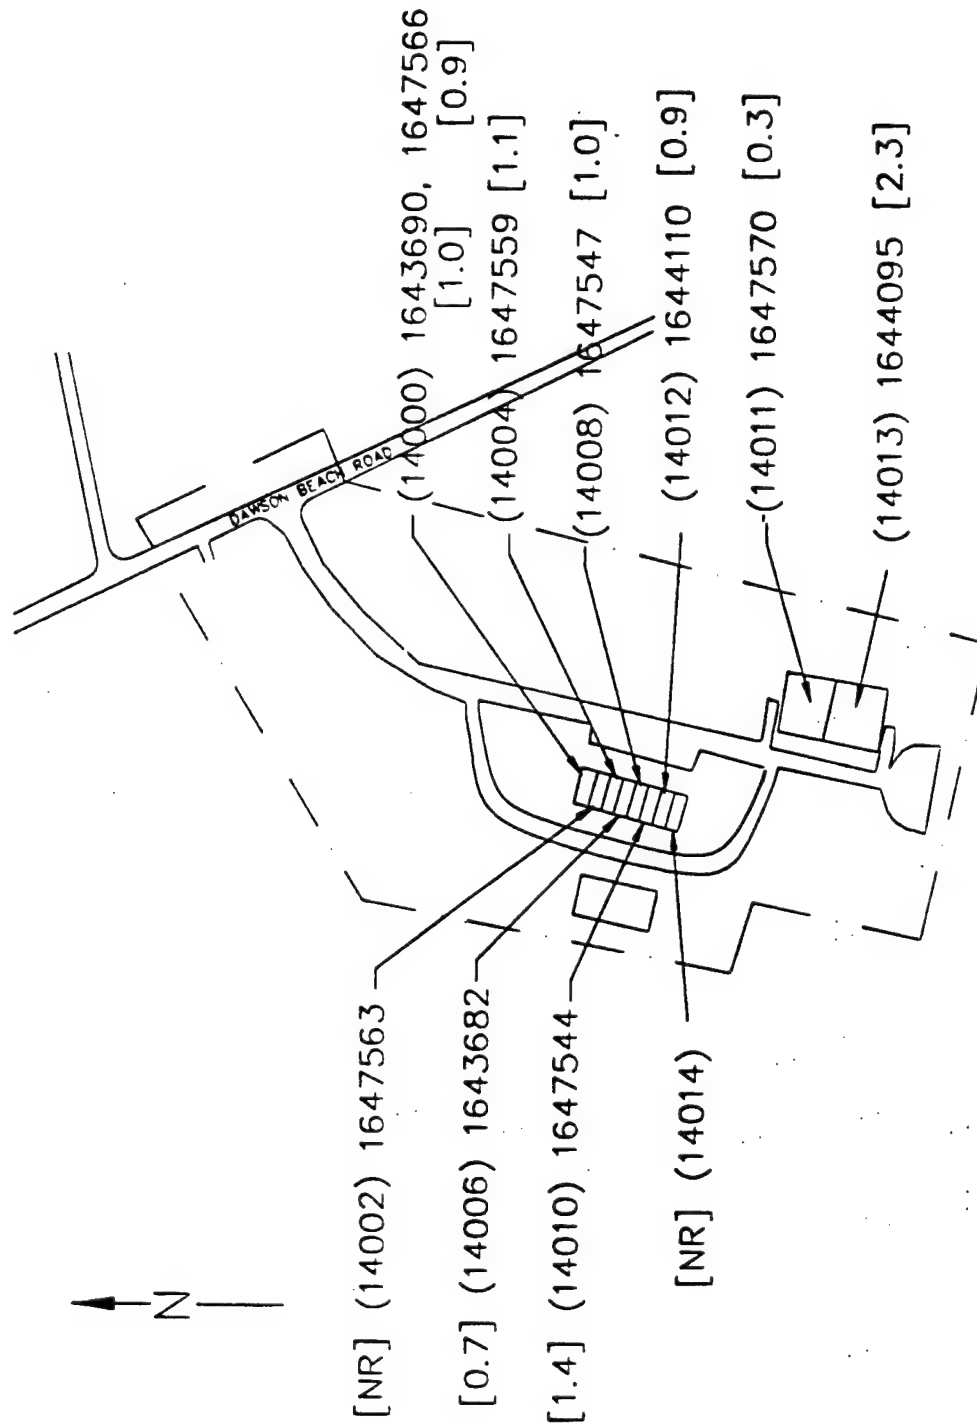 DAWSON BEACH ROAD
(14000) 1643690, 1647566
[1.0] [0.9]
(14004) 1647559 [1.1]
(14008) 1647547 [1.0]
(14012) 1644110 [0.9]
(14011) 1647570 [0.3]
(14013) 1644095 [2.3]
N
[NR] (14002) 1647563
[0.7] (14006) 1643682
[1.4] (14010) 1647544
[NR] (14014)